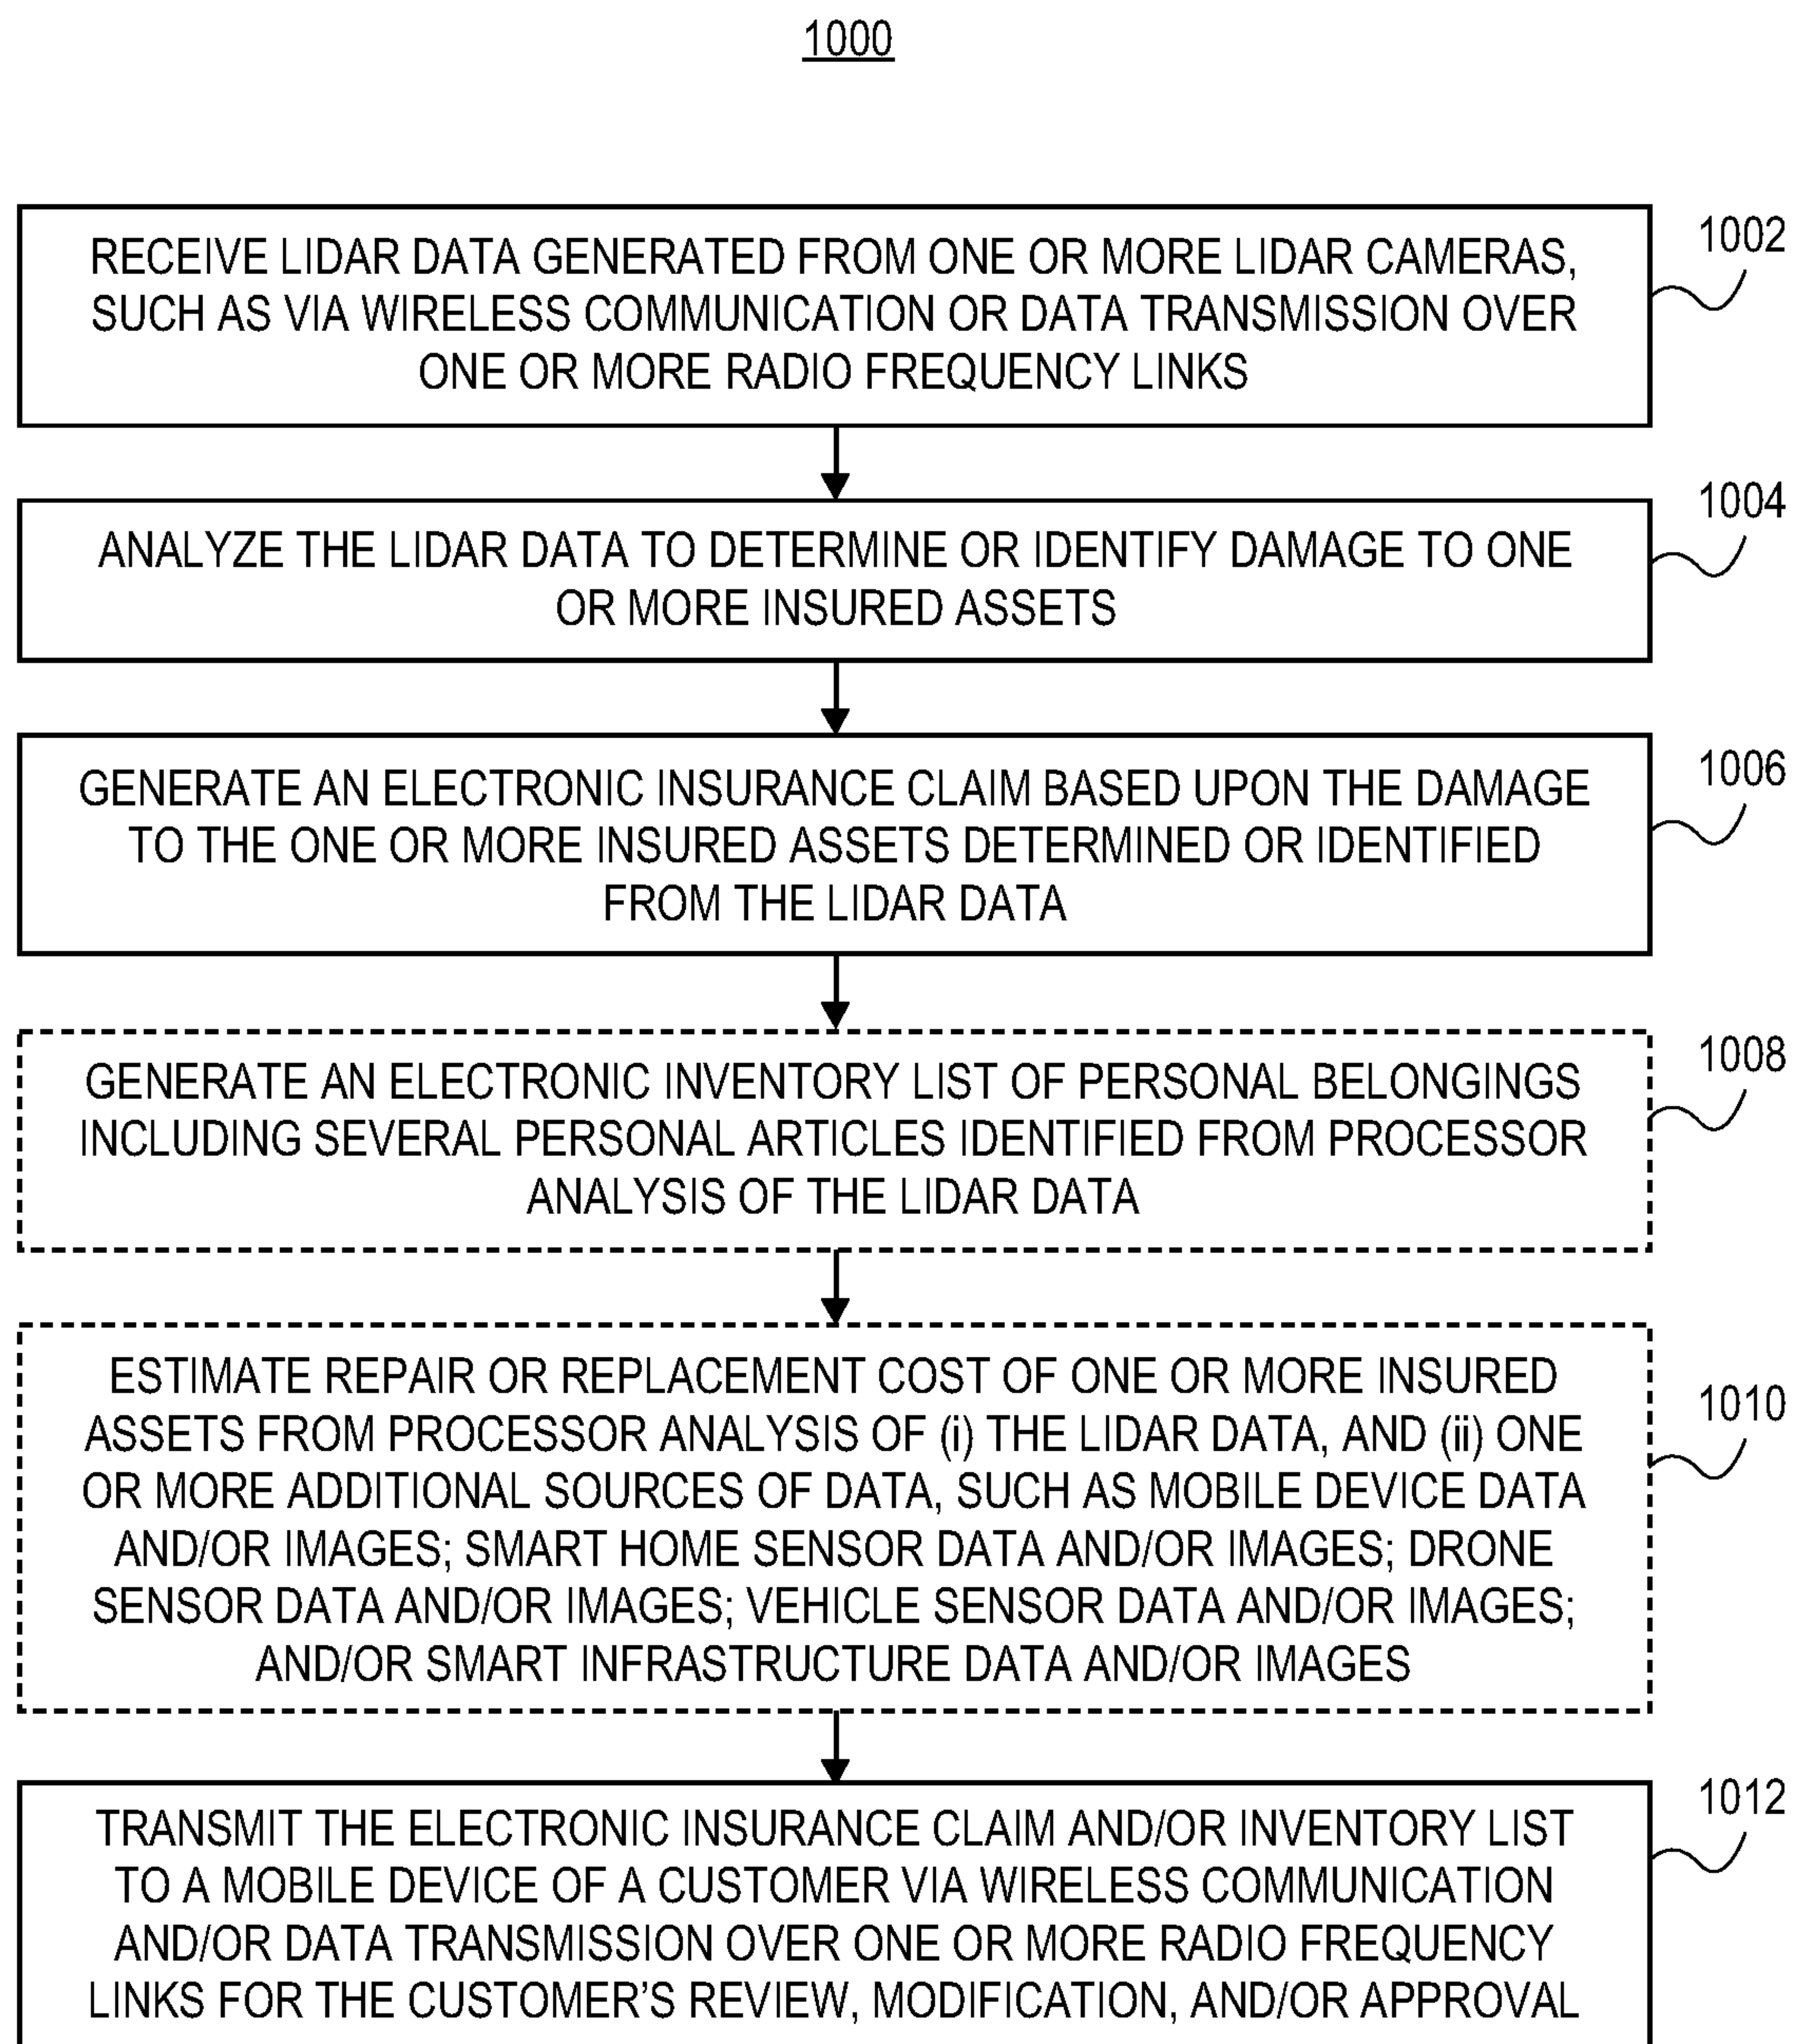 1000
RECEIVE LIDAR DATA GENERATED FROM ONE OR MORE LIDAR CAMERAS,
SUCH AS VIA WIRELESS COMMUNICATION OR DATA TRANSMISSION OVER
ONE OR MORE RADIO FREQUENCY LINKS
1002
ANALYZE THE LIDAR DATA TO DETERMINE OR IDENTIFY DAMAGE TO ONE
OR MORE INSURED ASSETS
1004
GENERATE AN ELECTRONIC INSURANCE CLAIM BASED UPON THE DAMAGE
TO THE ONE OR MORE INSURED ASSETS DETERMINED OR IDENTIFIED
FROM THE LIDAR DATA
1006
GENERATE AN ELECTRONIC INVENTORY LIST OF PERSONAL BELONGINGS
INCLUDING SEVERAL PERSONAL ARTICLES IDENTIFIED FROM PROCESSOR
ANALYSIS OF THE LIDAR DATA
1008
ESTIMATE REPAIR OR REPLACEMENT COST OF ONE OR MORE INSURED
ASSETS FROM PROCESSOR ANALYSIS OF (i) THE LIDAR DATA, AND (ii) ONE
OR MORE ADDITIONAL SOURCES OF DATA, SUCH AS MOBILE DEVICE DATA
AND/OR IMAGES; SMART HOME SENSOR DATA AND/OR IMAGES; DRONE
SENSOR DATA AND/OR IMAGES; VEHICLE SENSOR DATA AND/OR IMAGES;
AND/OR SMART INFRASTRUCTURE DATA AND/OR IMAGES
1010
TRANSMIT THE ELECTRONIC INSURANCE CLAIM AND/OR INVENTORY LIST
TO A MOBILE DEVICE OF A CUSTOMER VIA WIRELESS COMMUNICATION
AND/OR DATA TRANSMISSION OVER ONE OR MORE RADIO FREQUENCY
LINKS FOR THE CUSTOMER'S REVIEW, MODIFICATION, AND/OR APPROVAL
1012